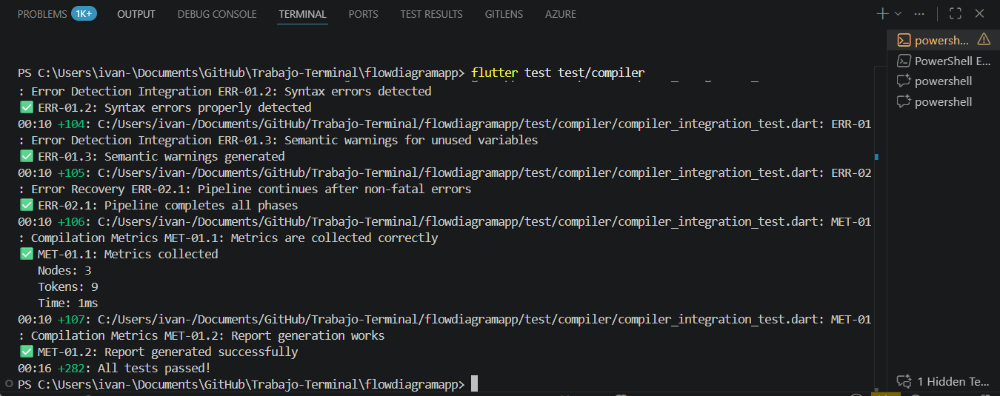 PROBLEMS 1K+ OUTPUT DEBUG CONSOLE TERMINAL PORTS TEST RESULTS GITLENS AZURE
powersh...
PowerShell E...
powershell
powershell
PS C:\Users\ivan-\Documents\GitHub\Trabajo-Terminal\flowdiagramapp> flutter test test/compiler
: Error Detection Integration ERR-01.2: Syntax errors detected
✅ ERR-01.2: Syntax errors properly detected
00:10 +104: C:/Users/ivan-/Documents/GitHub/Trabajo-Terminal/flowdiagramapp/test/compiler/compiler_integration_test.dart: ERR-01
: Error Detection Integration ERR-01.3: Semantic warnings for unused variables
✅ ERR-01.3: Semantic warnings generated
00:10 +105: C:/Users/ivan-/Documents/GitHub/Trabajo-Terminal/flowdiagramapp/test/compiler/compiler_integration_test.dart: ERR-02
: Error Recovery ERR-02.1: Pipeline continues after non-fatal errors
✅ ERR-02.1: Pipeline completes all phases
00:10 +106: C:/Users/ivan-/Documents/GitHub/Trabajo-Terminal/flowdiagramapp/test/compiler/compiler_integration_test.dart: MET-01
: Compilation Metrics MET-01.1: Metrics are collected correctly
✅ MET-01.1: Metrics collected
Nodes: 3
Tokens: 9
Time: 1ms
00:10 +107: C:/Users/ivan-/Documents/GitHub/Trabajo-Terminal/flowdiagramapp/test/compiler/compiler_integration_test.dart: MET-01
: Compilation Metrics MET-01.2: Report generation works
✅ MET-01.2: Report generated successfully
00:16 +282: All tests passed!
PS C:\Users\ivan-\Documents\GitHub\Trabajo-Terminal\flowdiagramapp>
1 Hidden Te...